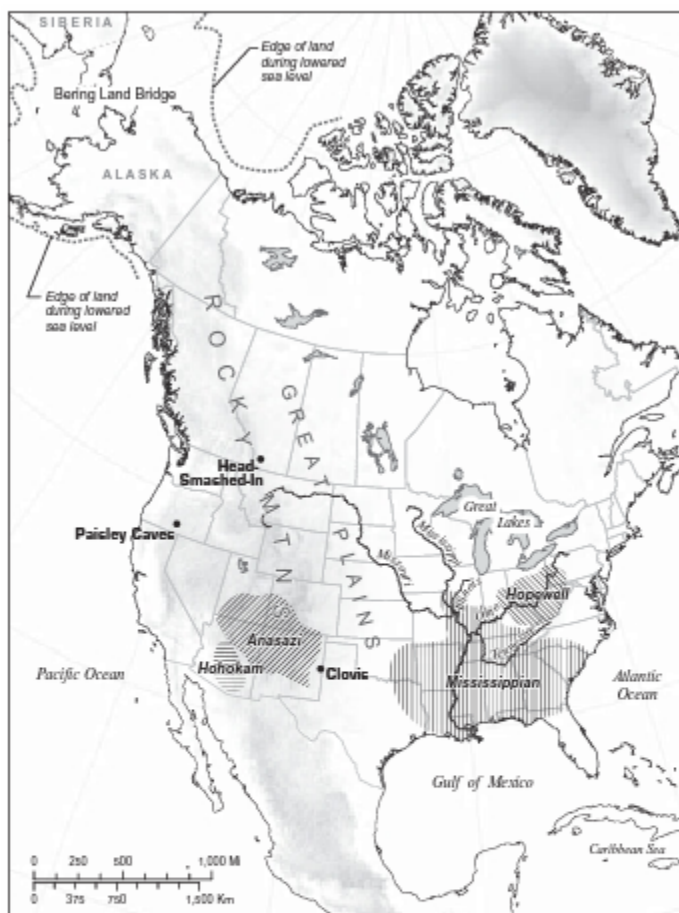 SIBERIA
Edge of land
during lowered
sea level
Bering Land Bridge
ALASKA
Edge of land
during lowered
sea level
ROCKY MTNS
GREAT PLAINS
Head-
Smashed-In
Paisley Caves
Great
Lakes
Mississippi
Missouri
Ohio
Hopewell
Anasazi
Hohokam
Clovis
Mississippian
Pacific Ocean
Atlantic
Ocean
Gulf of Mexico
Caribbean Sea
0 250 500 1,000 Mi
0 375 750 1,500 Km